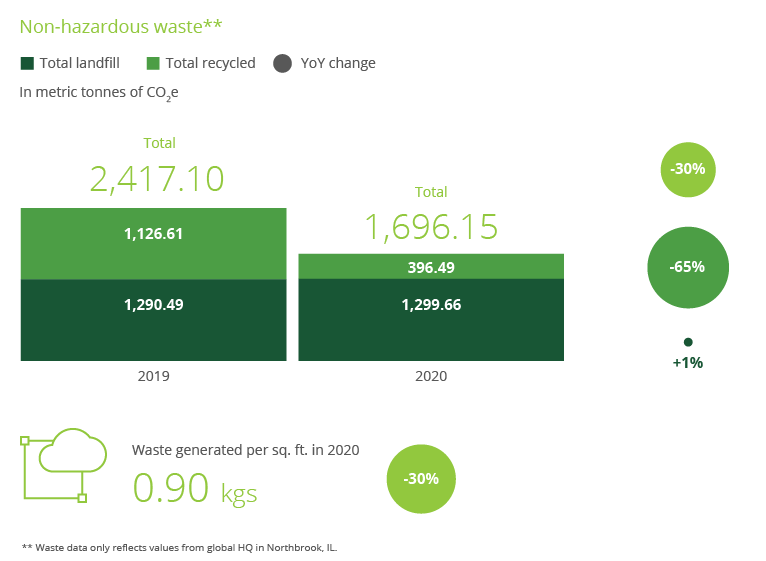 Non-hazardous waste**
Total landfill Total recycled YoY change
In metric tonnes of CO2e
Total
2,417.10
Total
1,696.15
1,126.61
396.49
1,290.49
1,299.66
2019
2020
-30%
-65%
+1%
Waste generated per sq. ft. in 2020
0.90 kgs
-30%
** Waste data only reflects values from global HQ in Northbrook, IL.